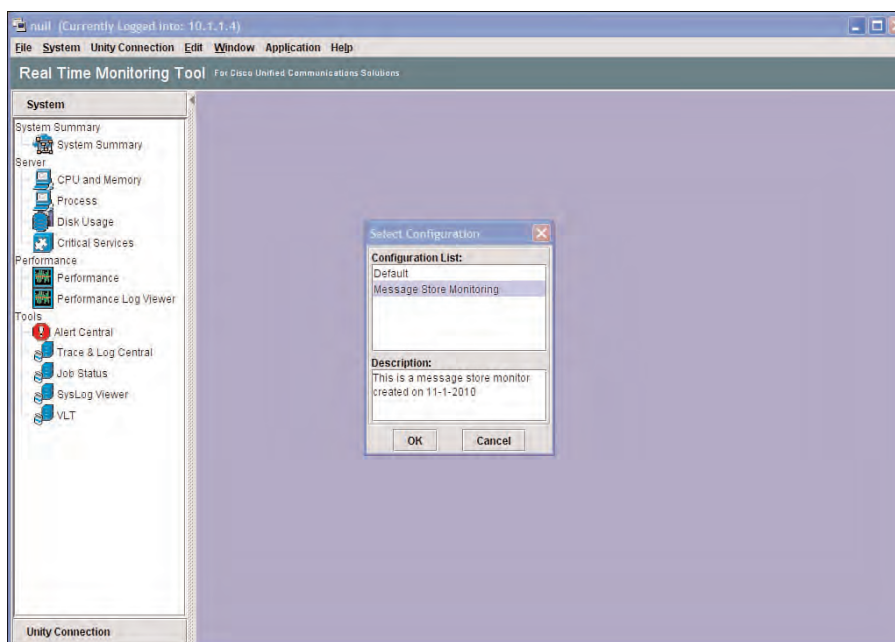 null (Currently Logged into: 10.1.1.4)
File System Unity Connection Edit Window Application Help
Real Time Monitoring Tool For Cisco Unified Communications Solutions
System
System Summary
System Summary
Server
CPU and Memory
Process
Disk Usage
Critical Services
Performance
Performance
Performance Log Viewer
Tools
Alert Central
Trace & Log Central
Job Status
SysLog Viewer
VLT
Unity Connection
Select Configuration
Configuration List:
Default
Message Store Monitoring
Description:
This is a message store monitor
created on 11-1-2010
OK Cancel